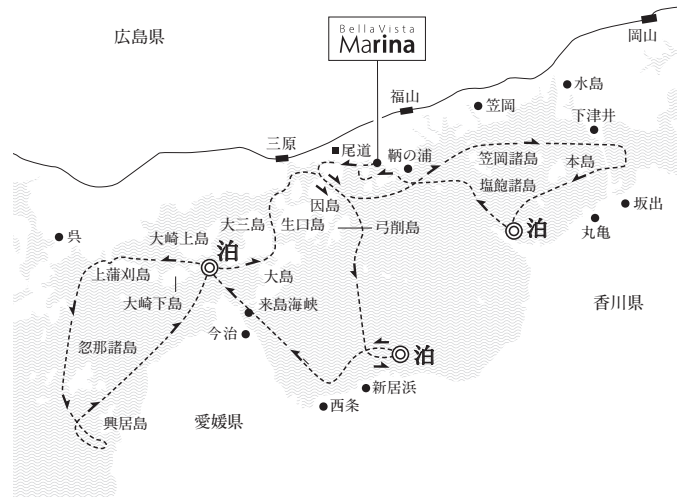 BellaVista
Marina
広島県
岡山
水島
福山
笠岡
下津井
三原
尾道
鞆の浦
笠岡諸島
本島
塩飽諸島
因島
大三島
生口島
弓削島
坂出
丸亀
泊
呉
大崎上島
泊
上蒲刈島
大島
大崎下島
来島海峡
香川県
今治
忽那諸島
泊
新居浜
西条
興居島
愛媛県